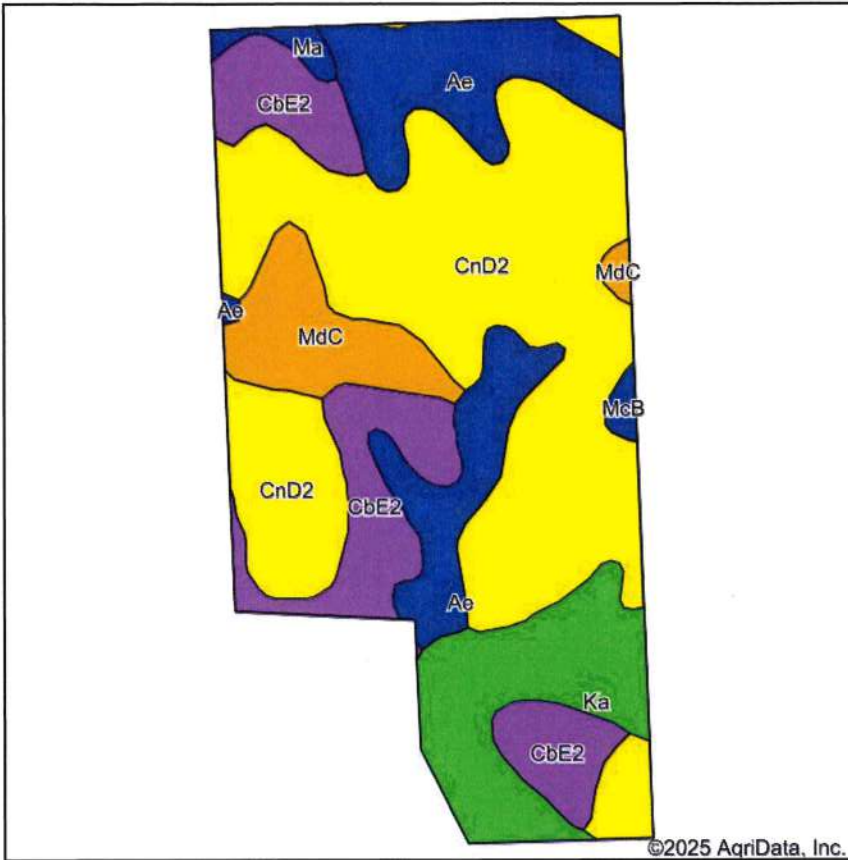 Ma
Ae
CbE2
CnD2
MdC
Ae
MdC
McB
CnD2
CbE2
Ae
Ka
CbE2
©2025 AgriData, Inc.